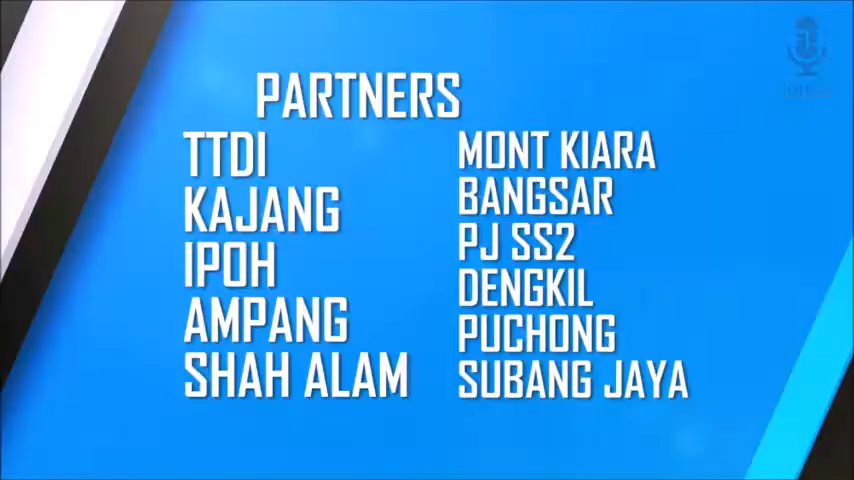 PARTNERS
TTDI
KAJANG
IPOH
AMPANG
SHAH ALAM
MONT KIARA
BANGSAR
PJ SS2
DENGKIL
PUCHONG
SUBANG JAYA